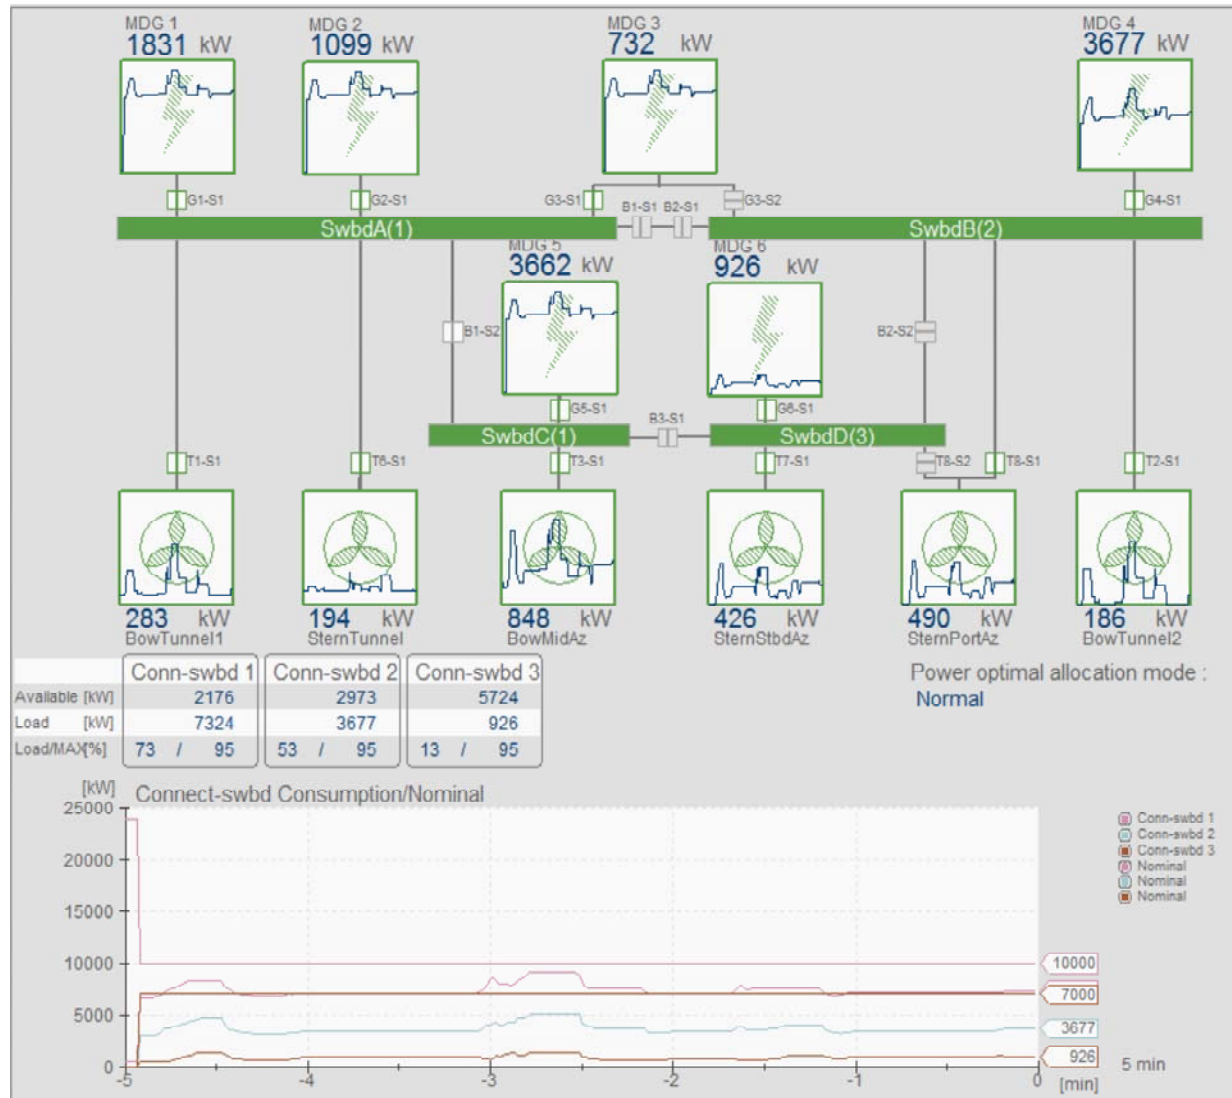 MDG 1 MDG 2 MDG 3 MDG 4
1831 kW 1099 kW 732 kW 3677 kW
G1-S1 G2-S1 G3-S1 B1-S1 B2-S1 G3-S2 G4-S1
SwbdA(1) SwbdB(2)
MDG 5 MDG 6
3662 kW 926 kW
B1-S2 B2-S2
G5-S1 B3-S1 G6-S1
SwbdC(1) SwbdD(3)
T1-S1 T6-S1 T3-S1 T7-S1 T8-S2 T8-S1 T2-S1
283 kW 194 kW 848 kW 426 kW 490 kW 186 kW
BowTunnel1 SternTunnel BowMidAz SternStbdAz SternPortAz BowTunnel2
Conn-swbd 1 Conn-swbd 2 Conn-swbd 3
Available [kW] 2176 2973 5724
Load [kW] 7324 3677 926
Load/MAX[%] 73 / 95 53 / 95 13 / 95
Power optimal allocation mode :
Normal
[kW] Connect-swbd Consumption/Nominal
25000
20000
15000
10000
5000
0
-5 -4 -3 -2 -1 0
[min]
10000
7000
3677
926
5 min
Conn-swbd 1
Conn-swbd 2
Conn-swbd 3
Nominal
Nominal
Nominal